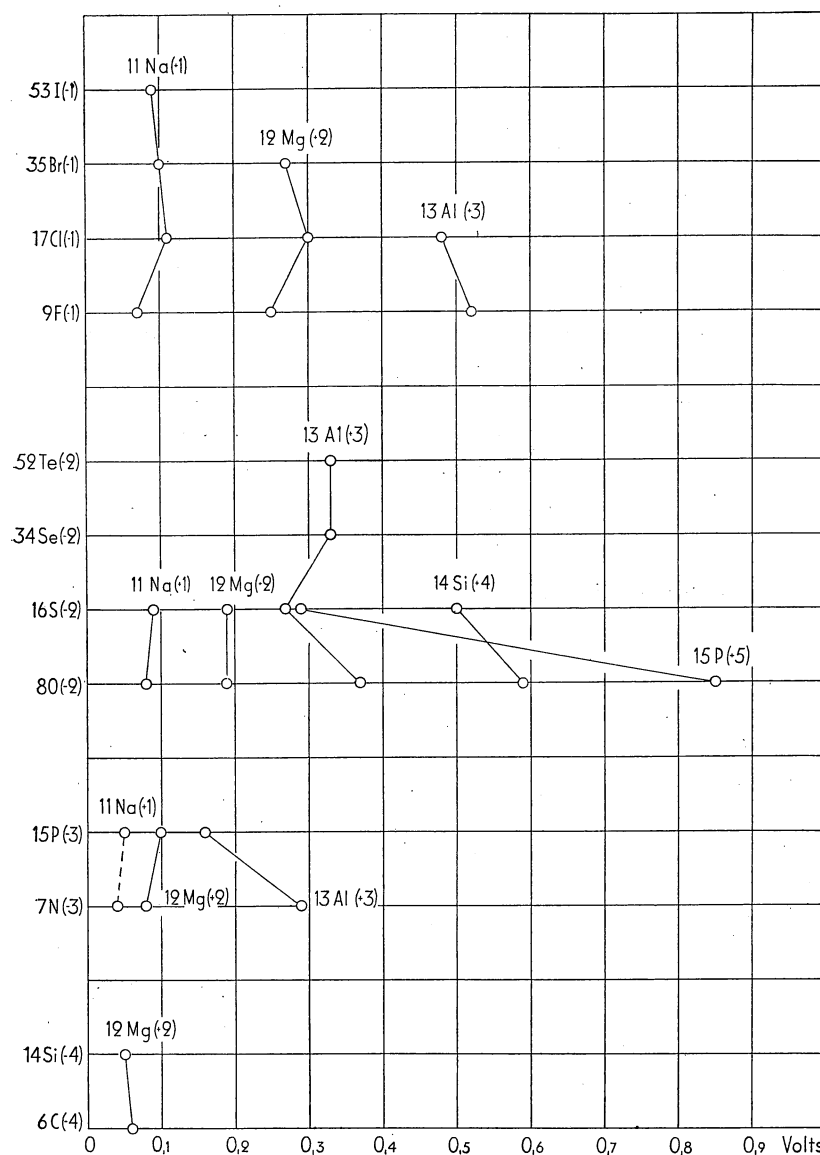 11 Na(+1)
53 I(-1)
12 Mg(+2)
35 Br(-1)
13 Al(+3)
17 Cl(-1)
9 F(-1)
13 Al(+3)
52 Te(-2)
34 Se(-2)
11 Na(+1) 12 Mg(+2) 14 Si(+4)
16 S(-2)
15 P(+5)
8O(-2)
11 Na(+1)
15 P(-3)
12 Mg(+2) 13 Al(+3)
7 N(-3)
12 Mg(+2)
14 Si(-4)
6 C(-4)
0 0,1 0,2 0,3 0,4 0,5 0,6 0,7 0,8 0,9 Volts